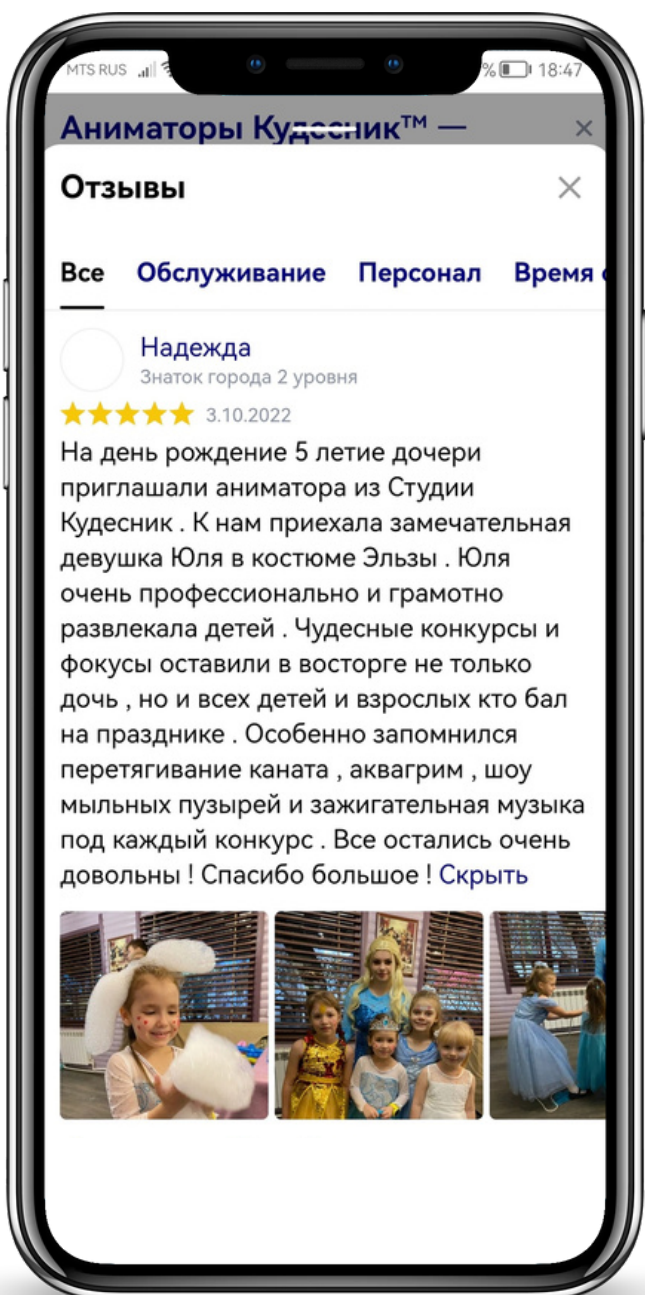 MTS RUS % 18:47
Аниматоры Кудесник™ —
Отзывы
Все Обслуживание Персонал Время
Надежда
Знаток города 2 уровня
3.10.2022
На день рождение 5 летие дочери
приглашали аниматора из Студии
Кудесник . К нам приехала замечательная
девушка Юля в костюме Эльзы . Юля
очень профессионально и грамотно
развлекала детей . Чудесные конкурсы и
фокусы оставили в восторге не только
дочь , но и всех детей и взрослых кто бал
на празднике . Особенно запомнился
перетягивание каната , аквагрим , шоу
мыльных пузырей и зажигательная музыка
под каждый конкурс . Все остались очень
довольны ! Спасибо большое ! Скрыть